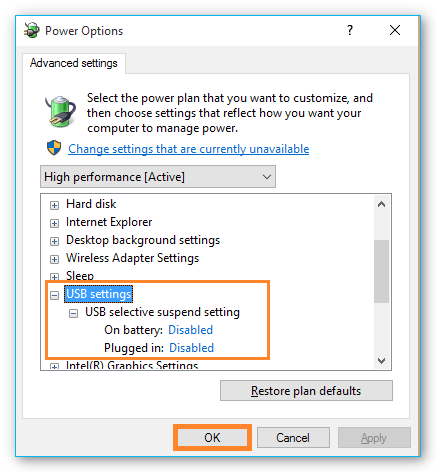 Power Options
Advanced settings
Select the power plan that you want to customize, and
then choose settings that reflect how you want your
computer to manage power.
Change settings that are currently unavailable
High performance [Active]
Hard disk
Internet Explorer
Desktop background settings
Wireless Adapter Settings
Sleep
USB settings
USB selective suspend setting
On battery: Disabled
Plugged in: Disabled
Intel(R) Graphics Settings
Restore plan defaults
OK
Cancel
Apply